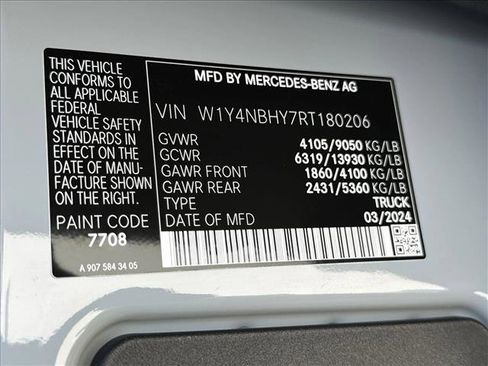 THIS VEHICLE
CONFORMS TO
ALL APPLICABLE
FEDERAL MOTOR
VEHICLE SAFETY
STANDARDS IN
EFFECT ON THE
DATE OF MANU-
FACTURE SHOWN
ON THE RIGHT.
PAINT CODE
7708
A 907 584 34 05
MFD BY MERCEDES-BENZ AG
VIN W1Y4NBHY7RT180206
GVWR 4105/9050 KG/LB
GCWR 6319/13930 KG/LB
GAWR FRONT 1860/4100 KG/LB
GAWR REAR 2431/5360 KG/LB
TYPE TRUCK
DATE OF MFD 03/2024